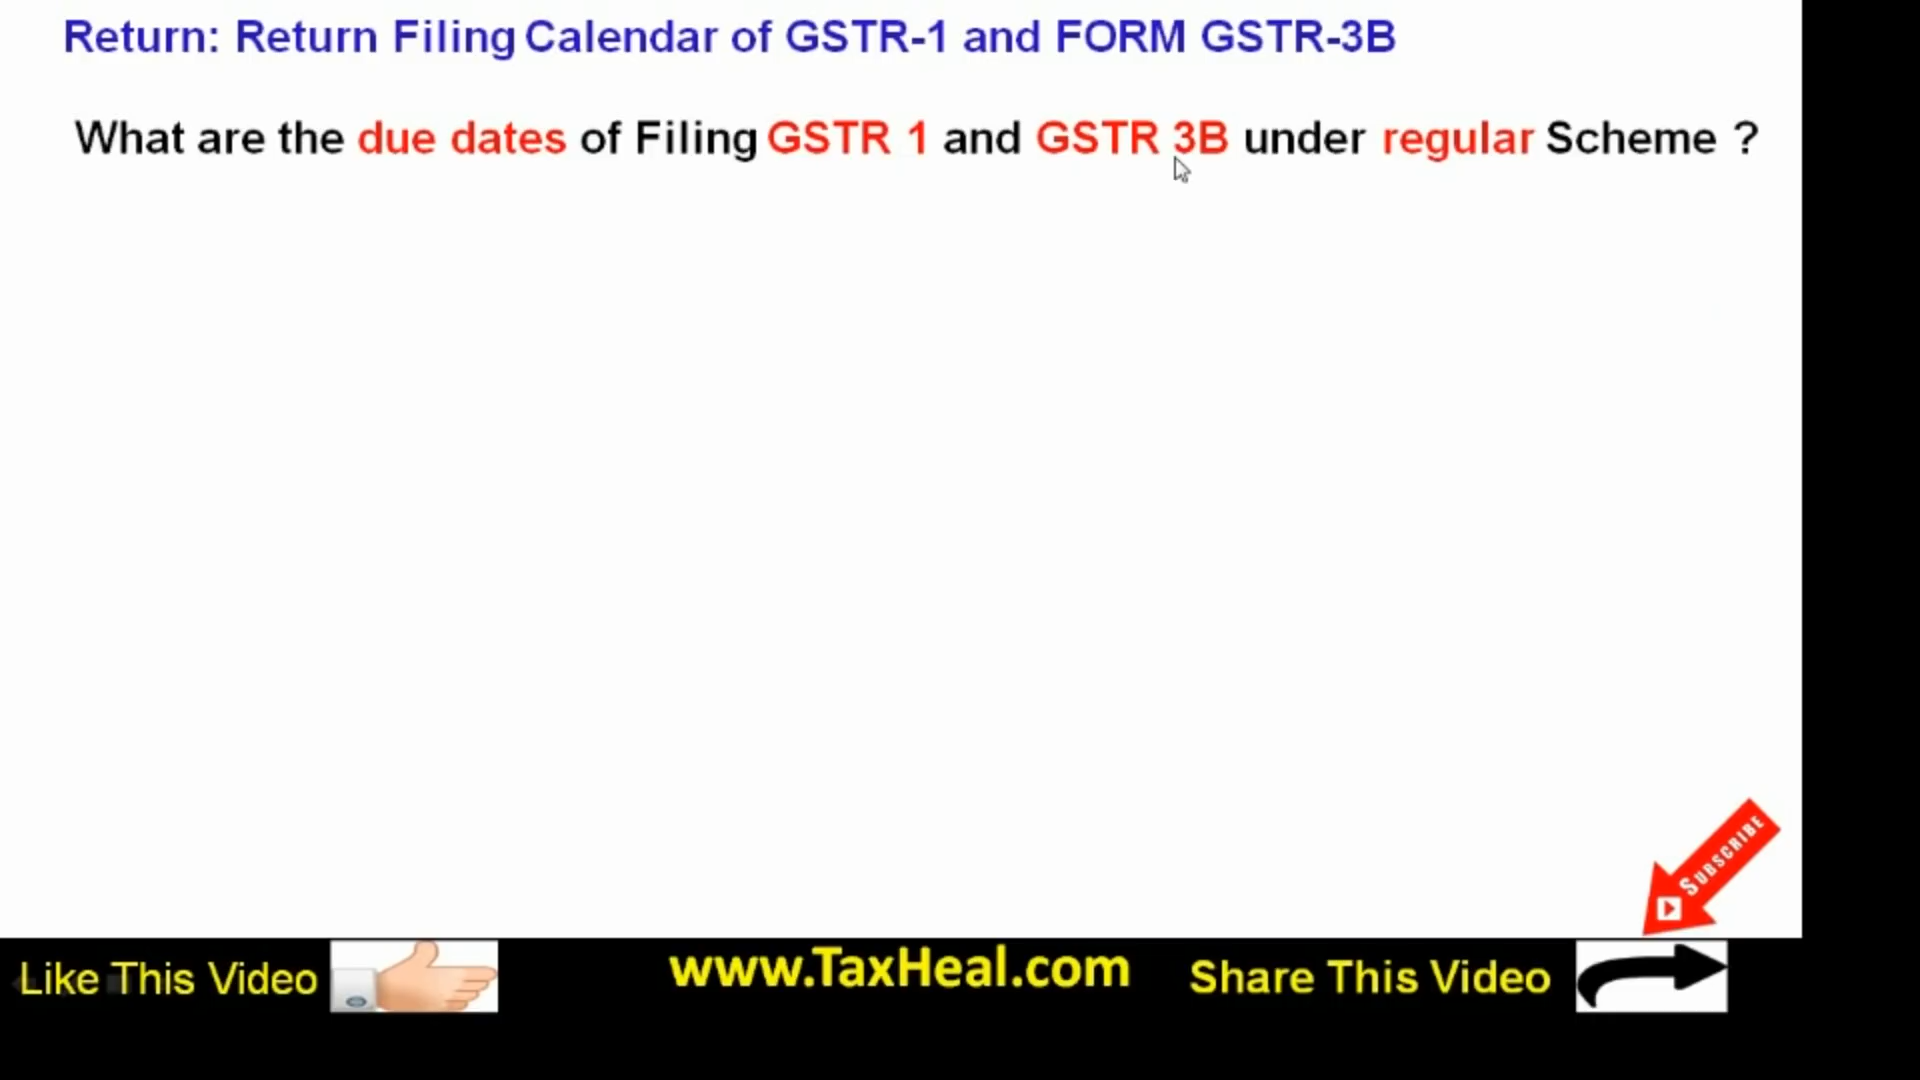 Return: Return Filing Calendar of GSTR-1 and FORM GSTR-3B
What are the due dates of Filing GSTR 1 and GSTR 3B under regular Scheme ?
SUBSCRIBE
Like This Video
www.TaxHeal.com
Share This Video